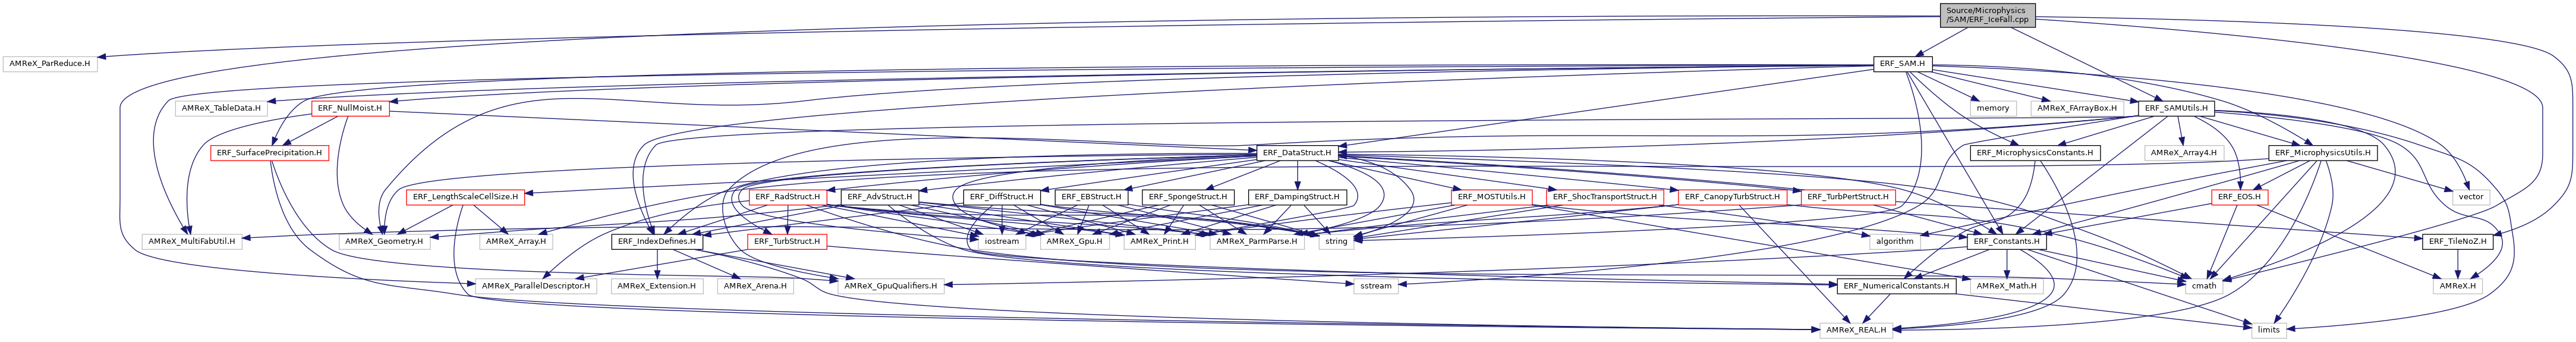 Source/Microphysics
/SAM/ERF_IceFall.cpp
AMReX_ParReduce.H
ERF_SAM.H
AMReX_TableData.H
ERF_NullMoist.H
memory
AMReX_FArrayBox.H
ERF_SAMUtils.H
ERF_SurfacePrecipitation.H
ERF_DataStruct.H
ERF_MicrophysicsConstants.H
AMReX_Array4.H
ERF_MicrophysicsUtils.H
ERF_LengthScaleCellSize.H
ERF_RadStruct.H
ERF_AdvStruct.H
ERF_DiffStruct.H
ERF_EBStruct.H
ERF_SpongeStruct.H
ERF_DampingStruct.H
ERF_MOSTUtils.H
ERF_ShocTransportStruct.H
ERF_CanopyTurbStruct.H
ERF_TurbPertStruct.H
ERF_EOS.H
vector
AMReX_MultiFabUtil.H
AMReX_Geometry.H
AMReX_Array.H
ERF_IndexDefines.H
ERF_TurbStruct.H
iostream
AMReX_Gpu.H
AMReX_Print.H
AMReX_ParmParse.H
string
algorithm
ERF_Constants.H
ERF_TileNoZ.H
AMReX_ParallelDescriptor.H
AMReX_Extension.H
AMReX_Arena.H
AMReX_GpuQualifiers.H
sstream
ERF_NumericalConstants.H
AMReX_Math.H
cmath
AMReX.H
AMReX_REAL.H
limits